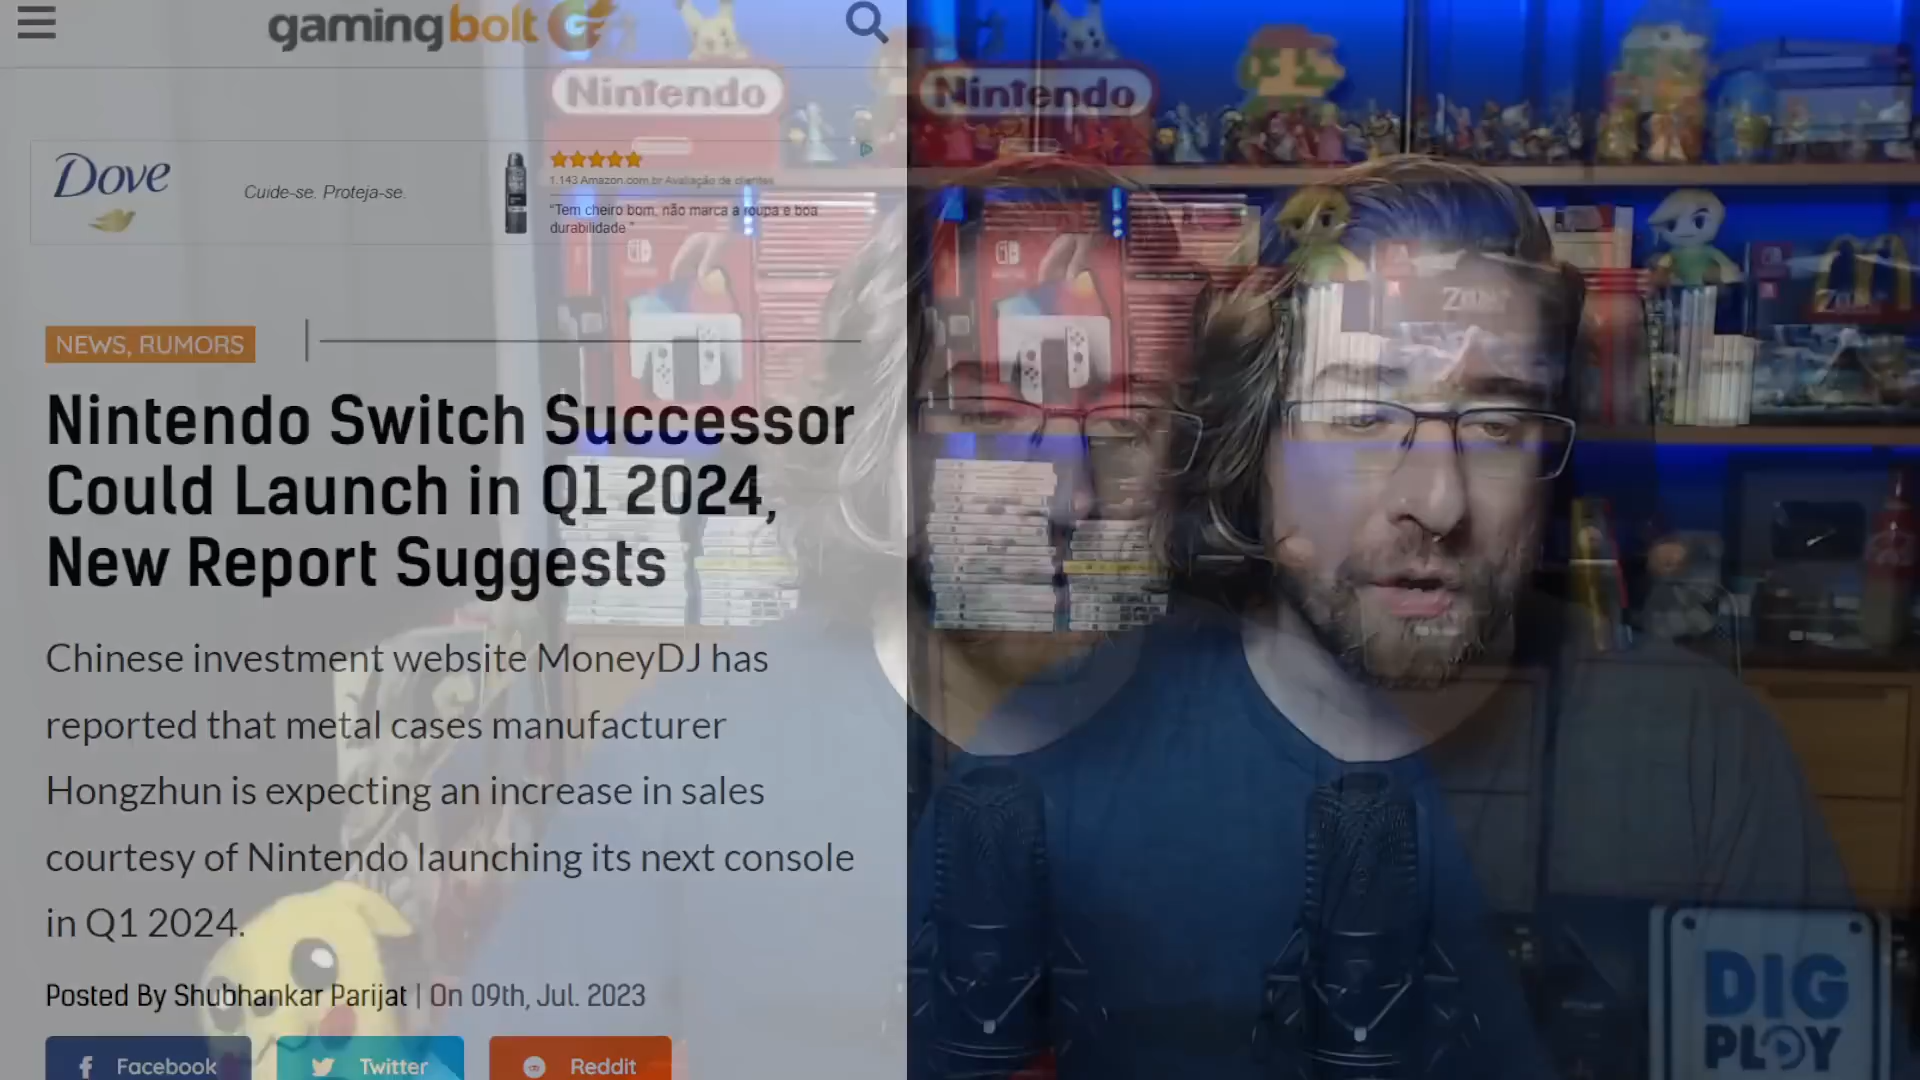 gamingbolt
Nintendo
Nintendo
Dove
Cuide-se. Proteja-se.
1.143 Amazon.com.br Avaliação de clientes
“Tem cheiro bom, não marca a roupa e boa
durabilidade ”
NEWS, RUMORS
Nintendo Switch Successor
Could Launch in Q1 2024,
New Report Suggests
Chinese investment website MoneyDJ has
reported that metal cases manufacturer
Hongzhun is expecting an increase in sales
courtesy of Nintendo launching its next console
in Q1 2024.
Posted By Shubhankar Parijat | On 09th, Jul. 2023
Facebook
Twitter
Reddit
ZELDA
ZELDA
DIG
PLAY